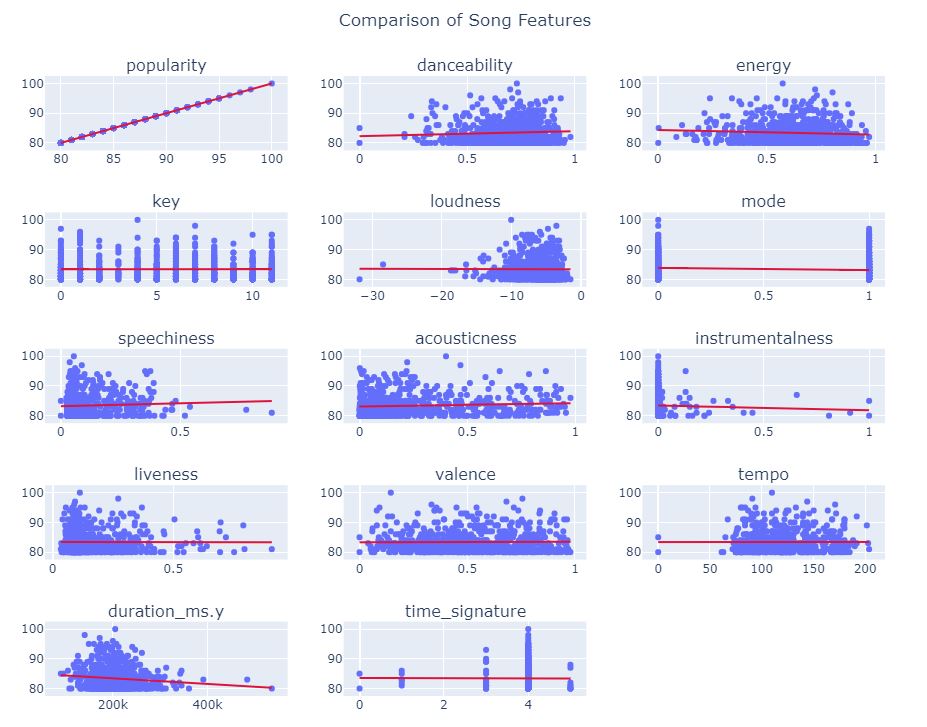 Comparison of Song Features
popularity danceability energy
100 100 100
90 90 90
80 80 80
80 85 90 95 100 0 0.5 1 0 0.5 1
key loudness mode
100 100 100
90 90 90
80 80 80
0 5 10 −30 −20 −10 0 0 0.5 1
speechiness acousticness instrumentalness
100 100 100
90 90 90
80 80 80
0 0.5 0 0.5 1 0 0.5 1
liveness valence tempo
100 100 100
90 90 90
80 80 80
0 0.5 0 0.5 1 0 50 100 150 200
duration_ms.y time_signature
100 100
90 90
80 80
200k 400k 0 2 4